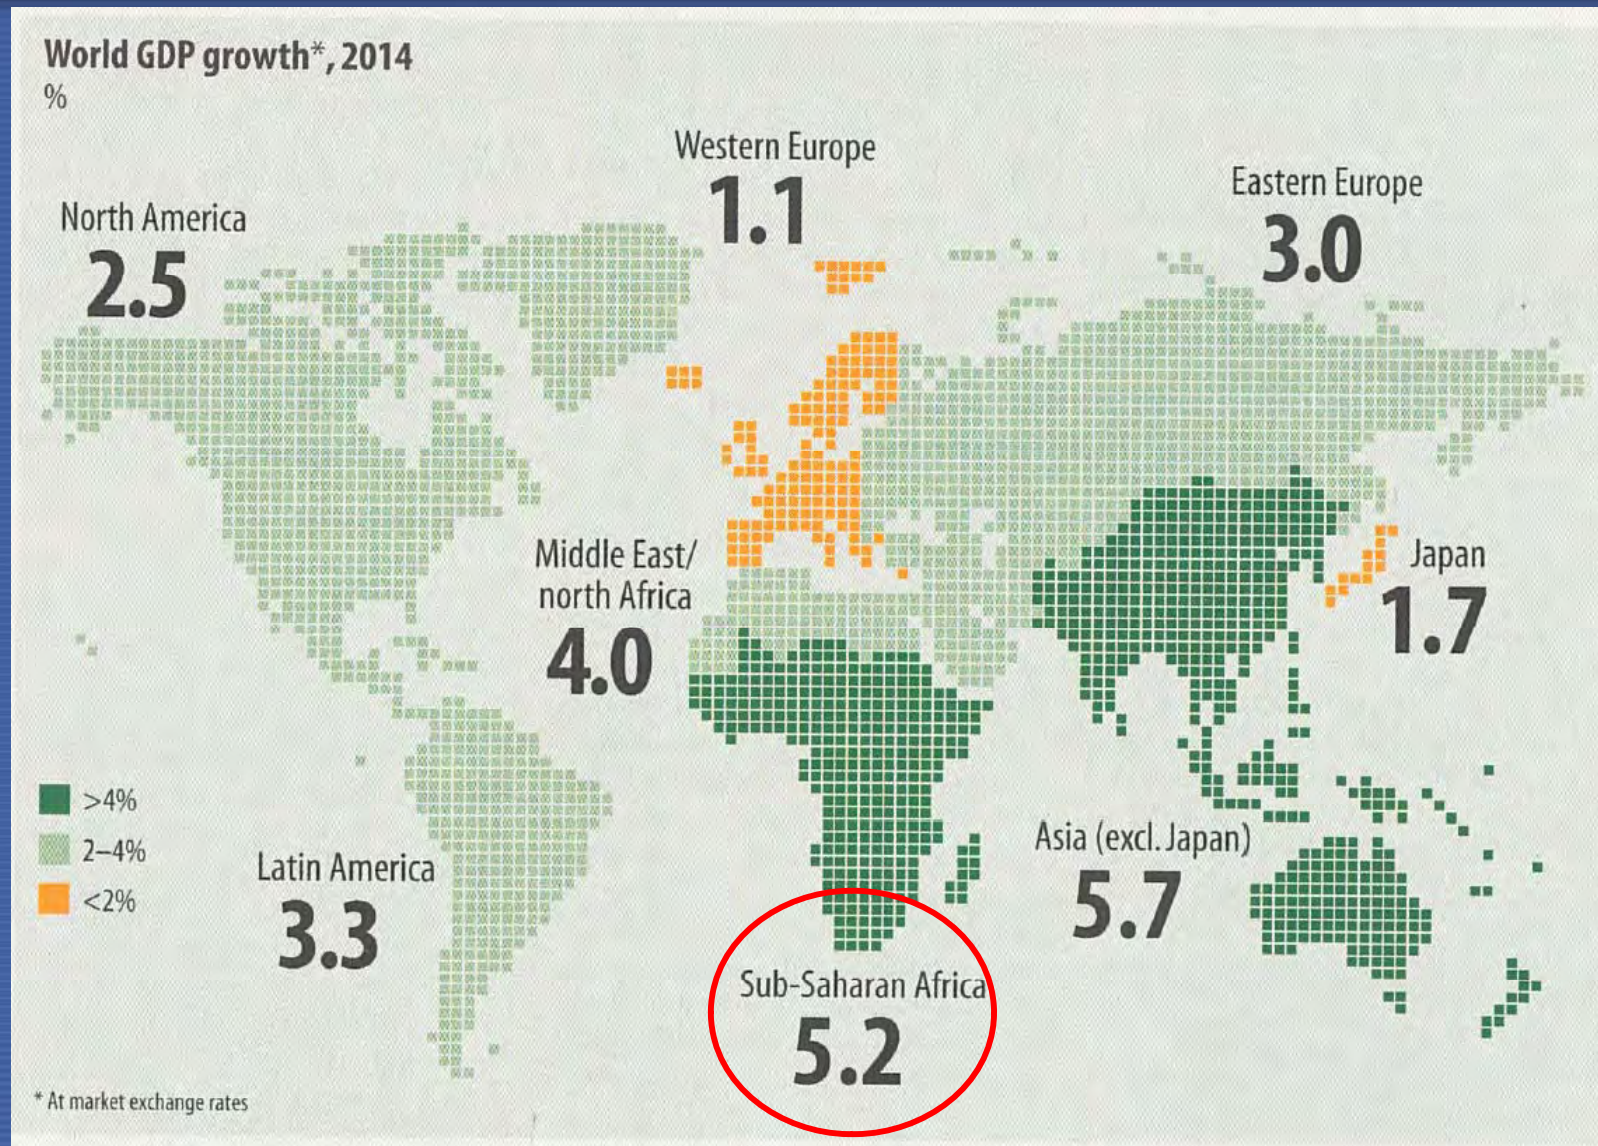 World GDP growth*, 2014
%
Western Europe
1.1
Eastern Europe
3.0
North America
2.5
Middle East/
north Africa
4.0
Japan
1.7
>4%
2–4%
<2%
Latin America
3.3
Asia (excl. Japan)
5.7
Sub-Saharan Africa
5.2
* At market exchange rates